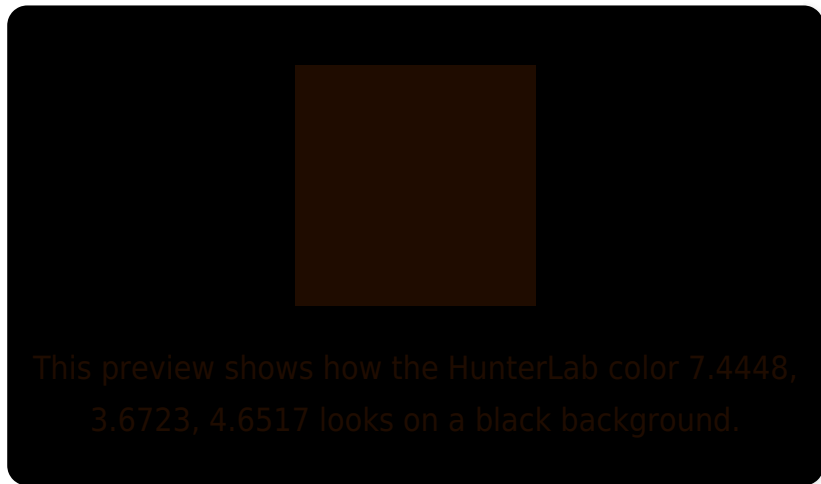 This preview shows how the HunterLab color 7.4448,
3.6723, 4.6517 looks on a black background.